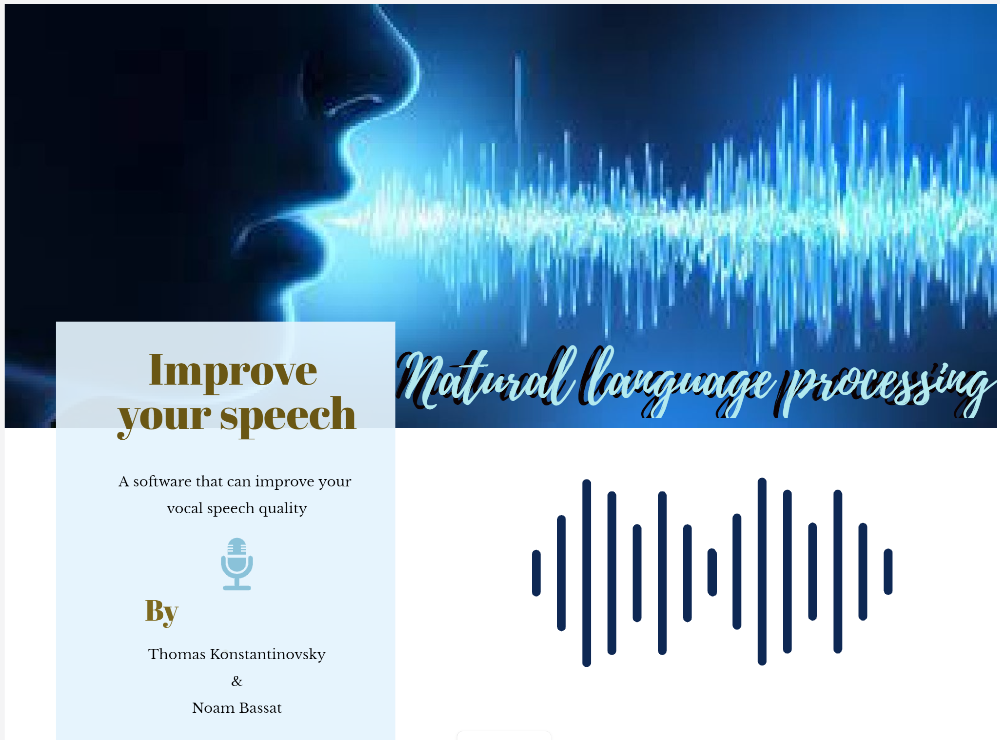 Improve
your speech
Natural language processing
A software that can improve your
vocal speech quality
By
Thomas Konstantinovsky
&
Noam Bassat